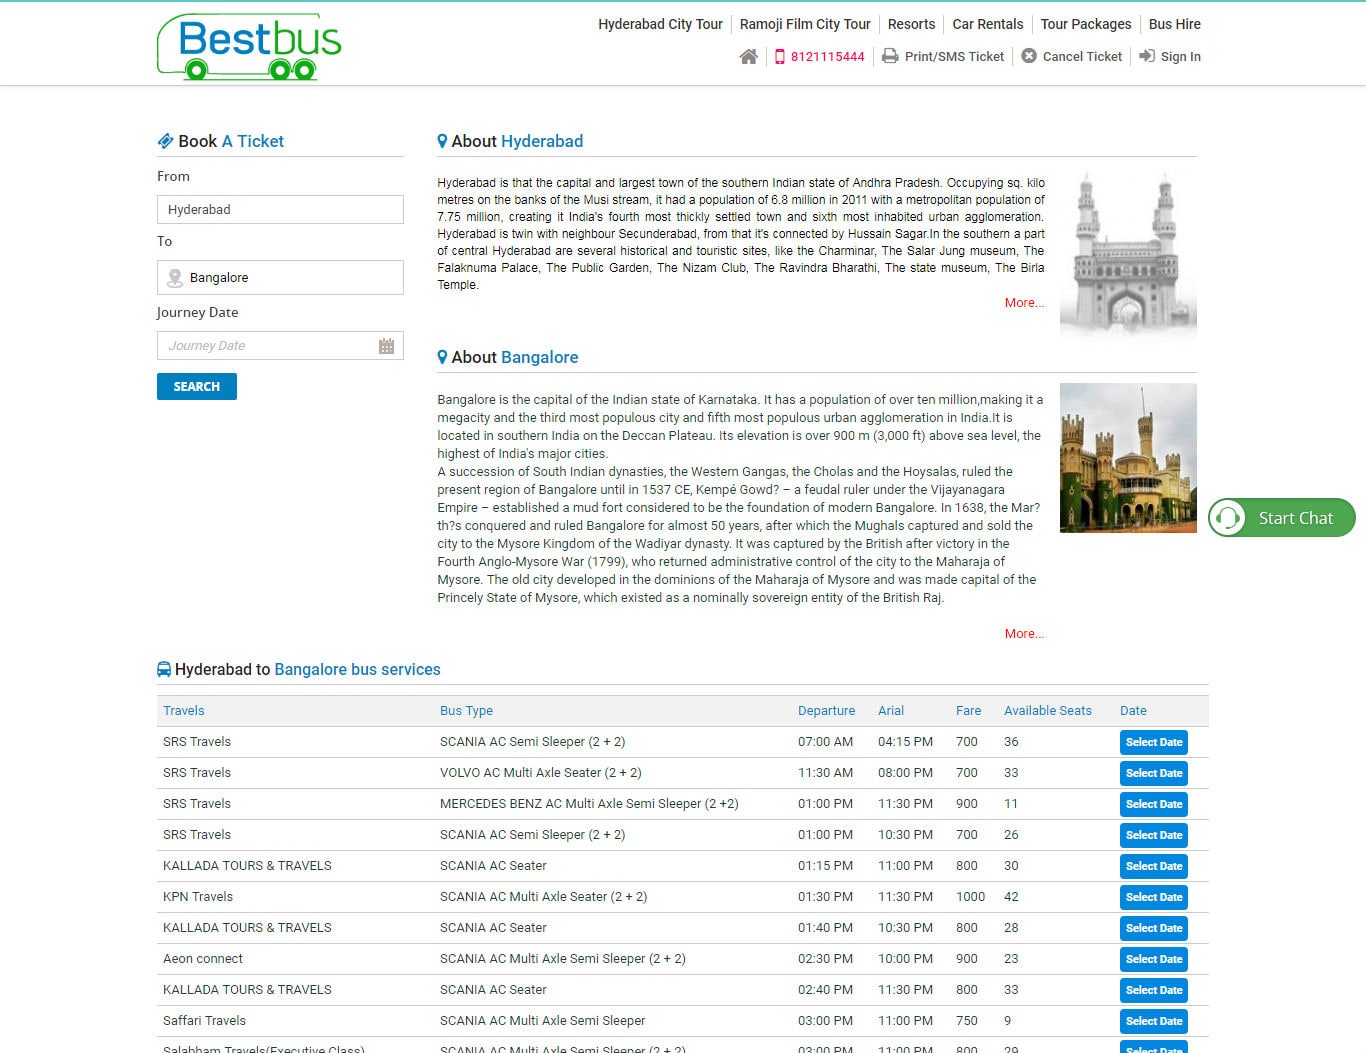 Bestbus
Hyderabad City Tour
Ramoji Film City Tour
Resorts
Car Rentals
Tour Packages
Bus Hire
8121115444
Print/SMS Ticket
Cancel Ticket
Sign In
Book A Ticket
From
Hyderabad
To
Bangalore
Journey Date
Journey Date
SEARCH
About Hyderabad
Hyderabad is that the capital and largest town of the southern Indian state of Andhra Pradesh. Occupying sq. kilo
metres on the banks of the Musi stream, it had a population of 6.8 million in 2011 with a metropolitan population of
7.75 million, creating it India's fourth most thickly settled town and sixth most inhabited urban agglomeration.
Hyderabad is twin with neighbour Secunderabad, from that it's connected by Hussain Sagar.In the southern a part
of central Hyderabad are several historical and touristic sites, like the Charminar, The Salar Jung museum, The
Falaknuma Palace, The Public Garden, The Nizam Club, The Ravindra Bharathi, The state museum, The Birla
Temple.
More...
About Bangalore
Bangalore is the capital of the Indian state of Karnataka. It has a population of over ten million,making it a
megacity and the third most populous city and fifth most populous urban agglomeration in India.It is
located in southern India on the Deccan Plateau. Its elevation is over 900 m (3,000 ft) above sea level, the
highest of India's major cities.
A succession of South Indian dynasties, the Western Gangas, the Cholas and the Hoysalas, ruled the
present region of Bangalore until in 1537 CE, Kempé Gowd? – a feudal ruler under the Vijayanagara
Empire – established a mud fort considered to be the foundation of modern Bangalore. In 1638, the Mar?
th?s conquered and ruled Bangalore for almost 50 years, after which the Mughals captured and sold the
city to the Mysore Kingdom of the Wadiyar dynasty. It was captured by the British after victory in the
Fourth Anglo-Mysore War (1799), who returned administrative control of the city to the Maharaja of
Mysore. The old city developed in the dominions of the Maharaja of Mysore and was made capital of the
Princely State of Mysore, which existed as a nominally sovereign entity of the British Raj.
More...
Start Chat
Hyderabad to Bangalore bus services
Travels Bus Type Departure Arial Fare Available Seats Date
SRS Travels SCANIA AC Semi Sleeper (2 + 2) 07:00 AM 04:15 PM 700 36 Select Date
SRS Travels VOLVO AC Multi Axle Seater (2 + 2) 11:30 AM 08:00 PM 700 33 Select Date
SRS Travels MERCEDES BENZ AC Multi Axle Semi Sleeper (2 +2) 01:00 PM 11:30 PM 900 11 Select Date
SRS Travels SCANIA AC Semi Sleeper (2 + 2) 01:00 PM 10:30 PM 700 26 Select Date
KALLADA TOURS & TRAVELS SCANIA AC Seater 01:15 PM 11:00 PM 800 30 Select Date
KPN Travels SCANIA AC Multi Axle Seater (2 + 2) 01:30 PM 11:30 PM 1000 42 Select Date
KALLADA TOURS & TRAVELS SCANIA AC Seater 01:40 PM 10:30 PM 800 28 Select Date
Aeon connect SCANIA AC Multi Axle Semi Sleeper (2 + 2) 02:30 PM 10:00 PM 900 23 Select Date
KALLADA TOURS & TRAVELS SCANIA AC Seater 02:40 PM 11:30 PM 800 33 Select Date
Saffari Travels SCANIA AC Multi Axle Semi Sleeper 03:00 PM 11:00 PM 750 9 Select Date
Salabham Travels(Executive Class) SCANIA AC Multi Axle Semi Sleeper (2 + 2) 03:00 PM 11:00 PM 800 29 Select Date